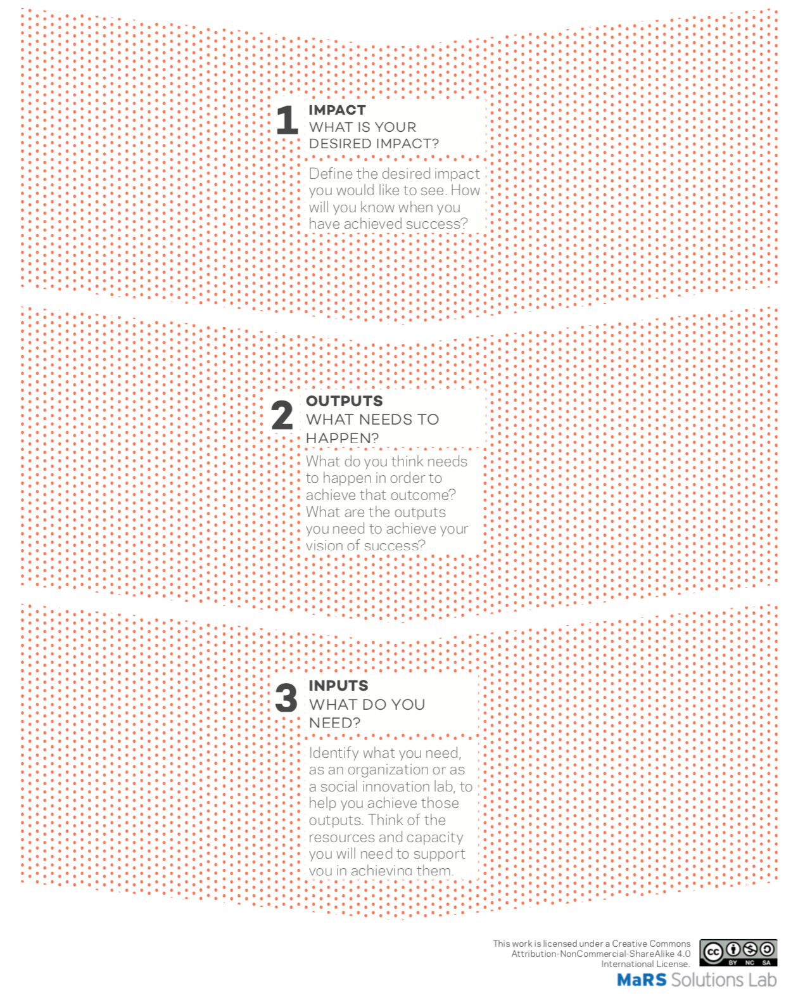 1
IMPACT
WHAT IS YOUR
DESIRED IMPACT?
Define the desired impact
you would like to see. How
will you know when you
have achieved success?
2
OUTPUTS
WHAT NEEDS TO
HAPPEN?
What do you think needs
to happen in order to
achieve that outcome?
What are the outputs
you need to achieve your
vision of success?
3
INPUTS
WHAT DO YOU
NEED?
Identify what you need,
as an organization or as
a social innovation lab, to
help you achieve those
outputs. Think of the
resources and capacity
you will need to support
you in achieving them.
This work is licensed under a Creative Commons
Attribution-NonCommercial-ShareAlike 4.0
International License.
cc
BY NC SA
MaRS Solutions Lab